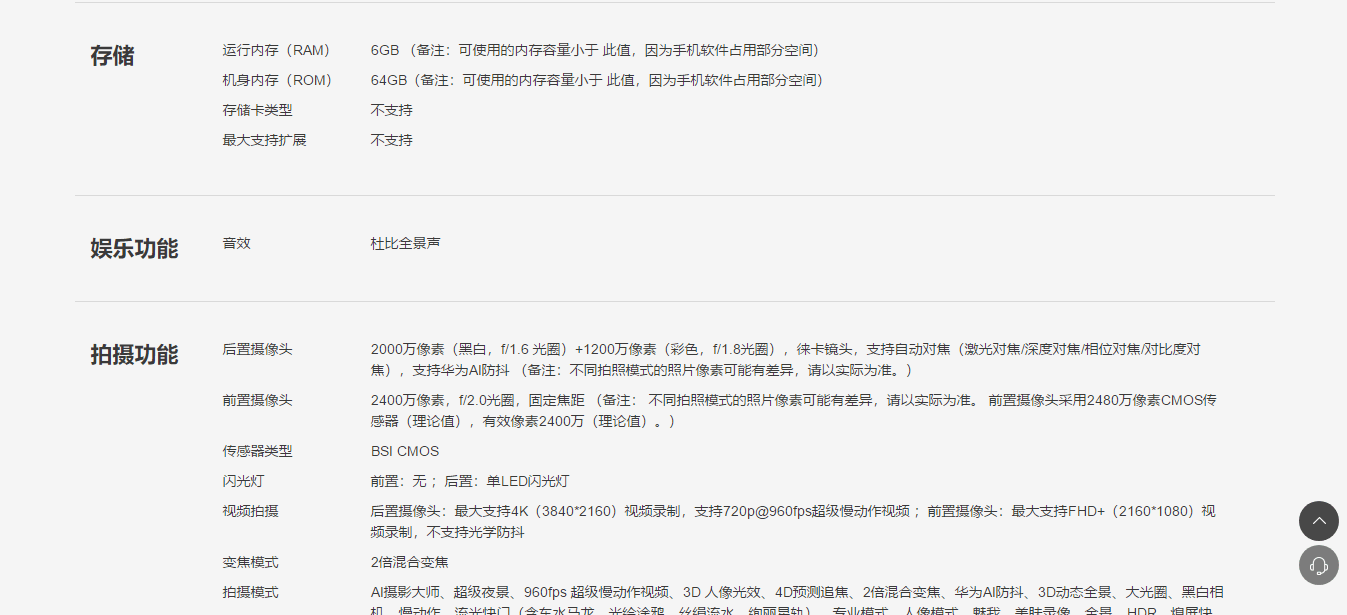 存储
运行内存（RAM） 6GB （备注：可使用的内存容量小于 此值，因为手机软件占用部分空间）
机身内存（ROM） 64GB（备注：可使用的内存容量小于 此值，因为手机软件占用部分空间）
存储卡类型 不支持
最大支持扩展 不支持
娱乐功能
音效 杜比全景声
拍摄功能
后置摄像头 2000万像素（黑白，f/1.6 光圈）+1200万像素（彩色，f/1.8光圈），徕卡镜头，支持自动对焦（激光对焦/深度对焦/相位对焦/对比度对
焦），支持华为AI防抖 （备注：不同拍照模式的照片像素可能有差异，请以实际为准。）
前置摄像头 2400万像素，f/2.0光圈，固定焦距 （备注： 不同拍照模式的照片像素可能有差异，请以实际为准。 前置摄像头采用2480万像素CMOS传
感器（理论值），有效像素2400万（理论值）。）
传感器类型 BSI CMOS
闪光灯 前置：无 ；后置：单LED闪光灯
视频拍摄 后置摄像头：最大支持4K（3840*2160）视频录制，支持720p@960fps超级慢动作视频 ；前置摄像头：最大支持FHD+（2160*1080）视
频录制，不支持光学防抖
变焦模式 2倍混合变焦
拍摄模式 AI摄影大师、超级夜景、960fps 超级慢动作视频、3D 人像光效、4D预测追焦、2倍混合变焦、华为AI防抖、3D动态全景、大光圈、黑白相
机、慢动作、流光快门（含车水马龙、光绘涂鸦、丝绢流水、绚丽星轨）、专业模式、人像模式、魅我、美肤录像、全景、HDR、熄屏快